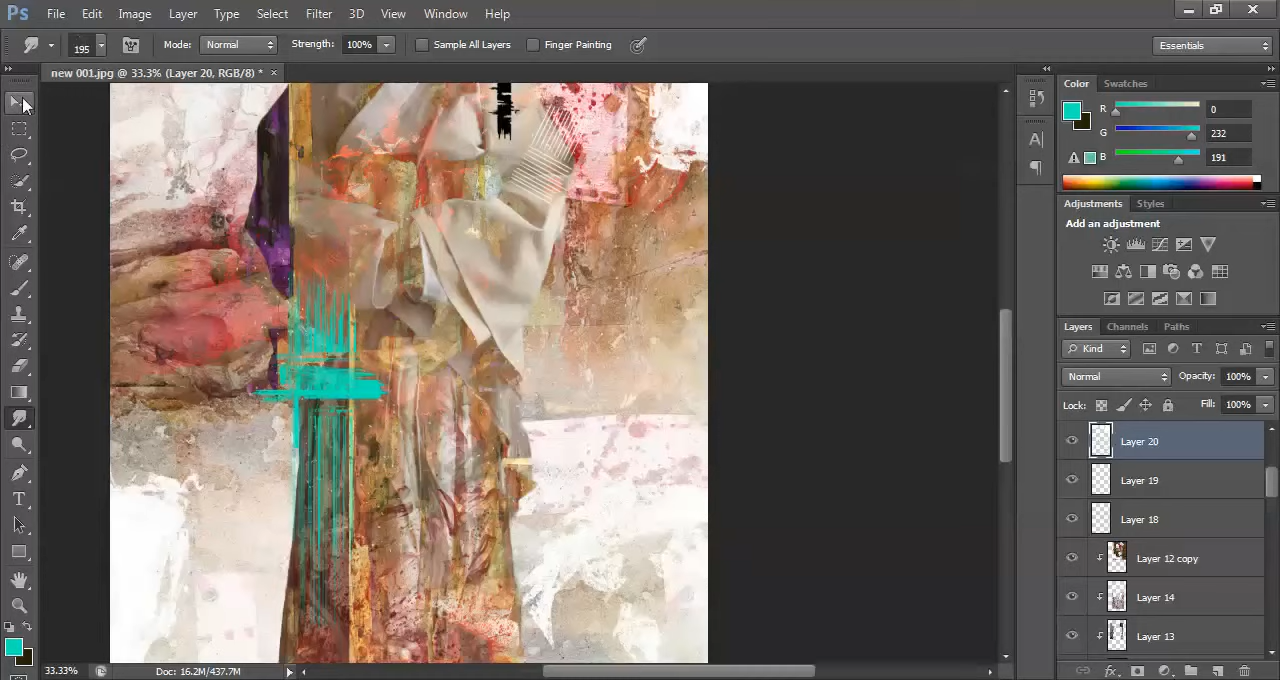 Ps File Edit Image Layer Type Select Filter 3D View Window Help
195 Mode: Normal Strength: 100% Sample All Layers Finger Painting Essentials
new 001.jpg @ 33.3% (Layer 20, RGB/8) * ×
Color Swatches
R 0
G 232
B 191
Adjustments Styles
Add an adjustment
Layers Channels Paths
Kind
Normal Opacity: 100%
Lock: Fill: 100%
Layer 20
Layer 19
Layer 18
Layer 12 copy
Layer 14
Layer 13
33.33% Doc: 16.2M/437.7M